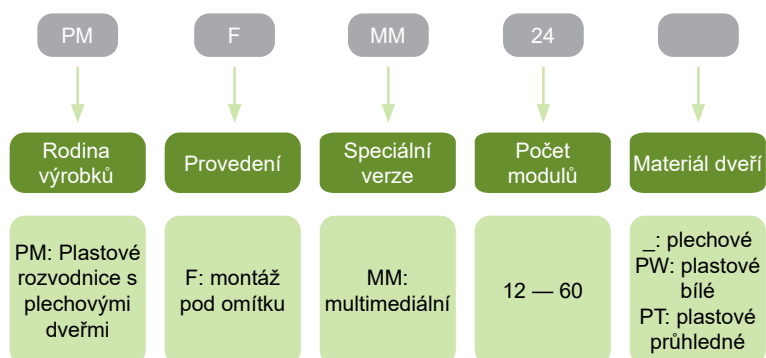 PM
F
MM
24
Rodina
výrobků
Provedení
Speciální
verze
Počet
modulů
Materiál dveří
PM: Plastové
rozvodnice s
plechovými
dveřmi
F: montáž
pod omítku
MM:
multimediální
12 — 60
_: plechové
PW: plastové
bílé
PT: plastové
průhledné